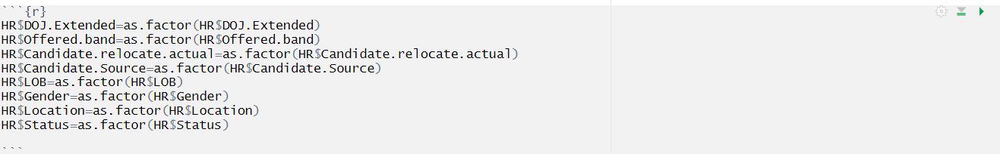 ```{r}
HR$DOJ.Extended=as.factor(HR$DOJ.Extended)
HR$Offered.band=as.factor(HR$Offered.band)
HR$Candidate.relocate.actual=as.factor(HR$Candidate.relocate.actual)
HR$Candidate.Source=as.factor(HR$Candidate.Source)
HR$LOB=as.factor(HR$LOB)
HR$Gender=as.factor(HR$Gender)
HR$Location=as.factor(HR$Location)
HR$Status=as.factor(HR$Status)

```